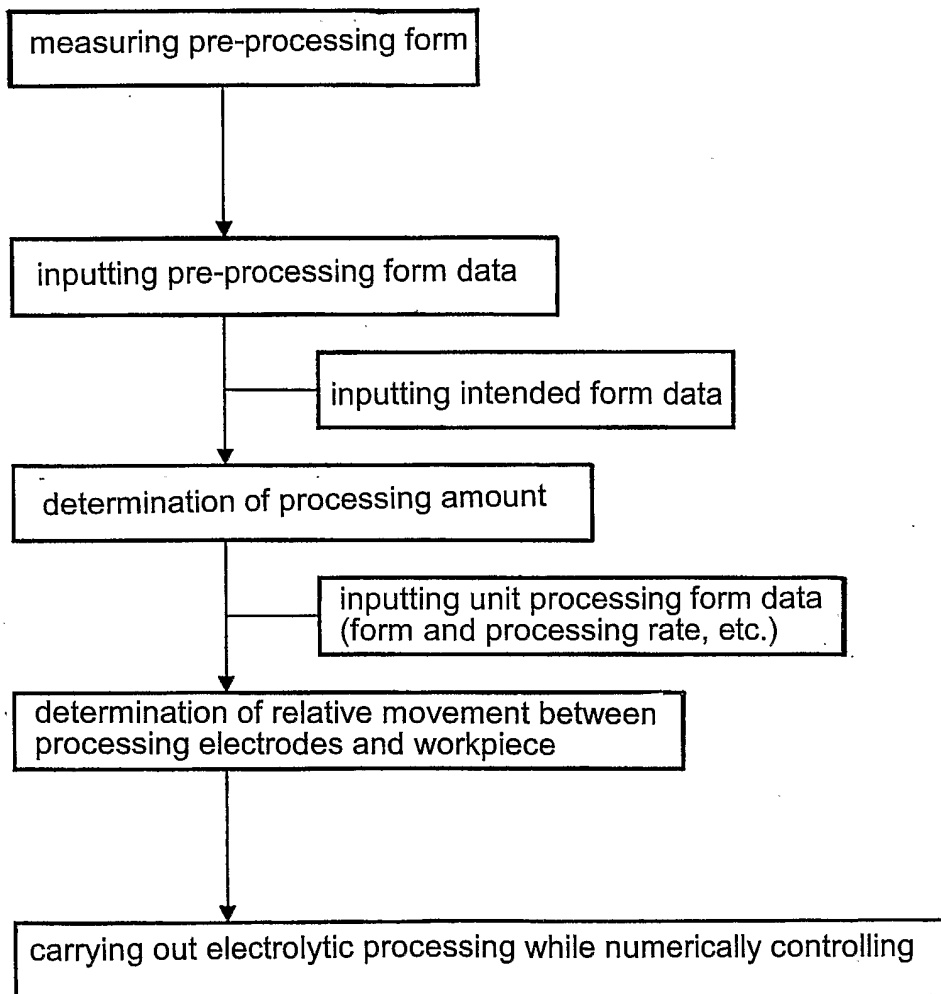 measuring pre-processing form
inputting pre-processing form data
inputting intended form data
determination of processing amount
inputting unit processing form data
(form and processing rate, etc.)
determination of relative movement between
processing electrodes and workpiece
carrying out electrolytic processing while numerically controlling